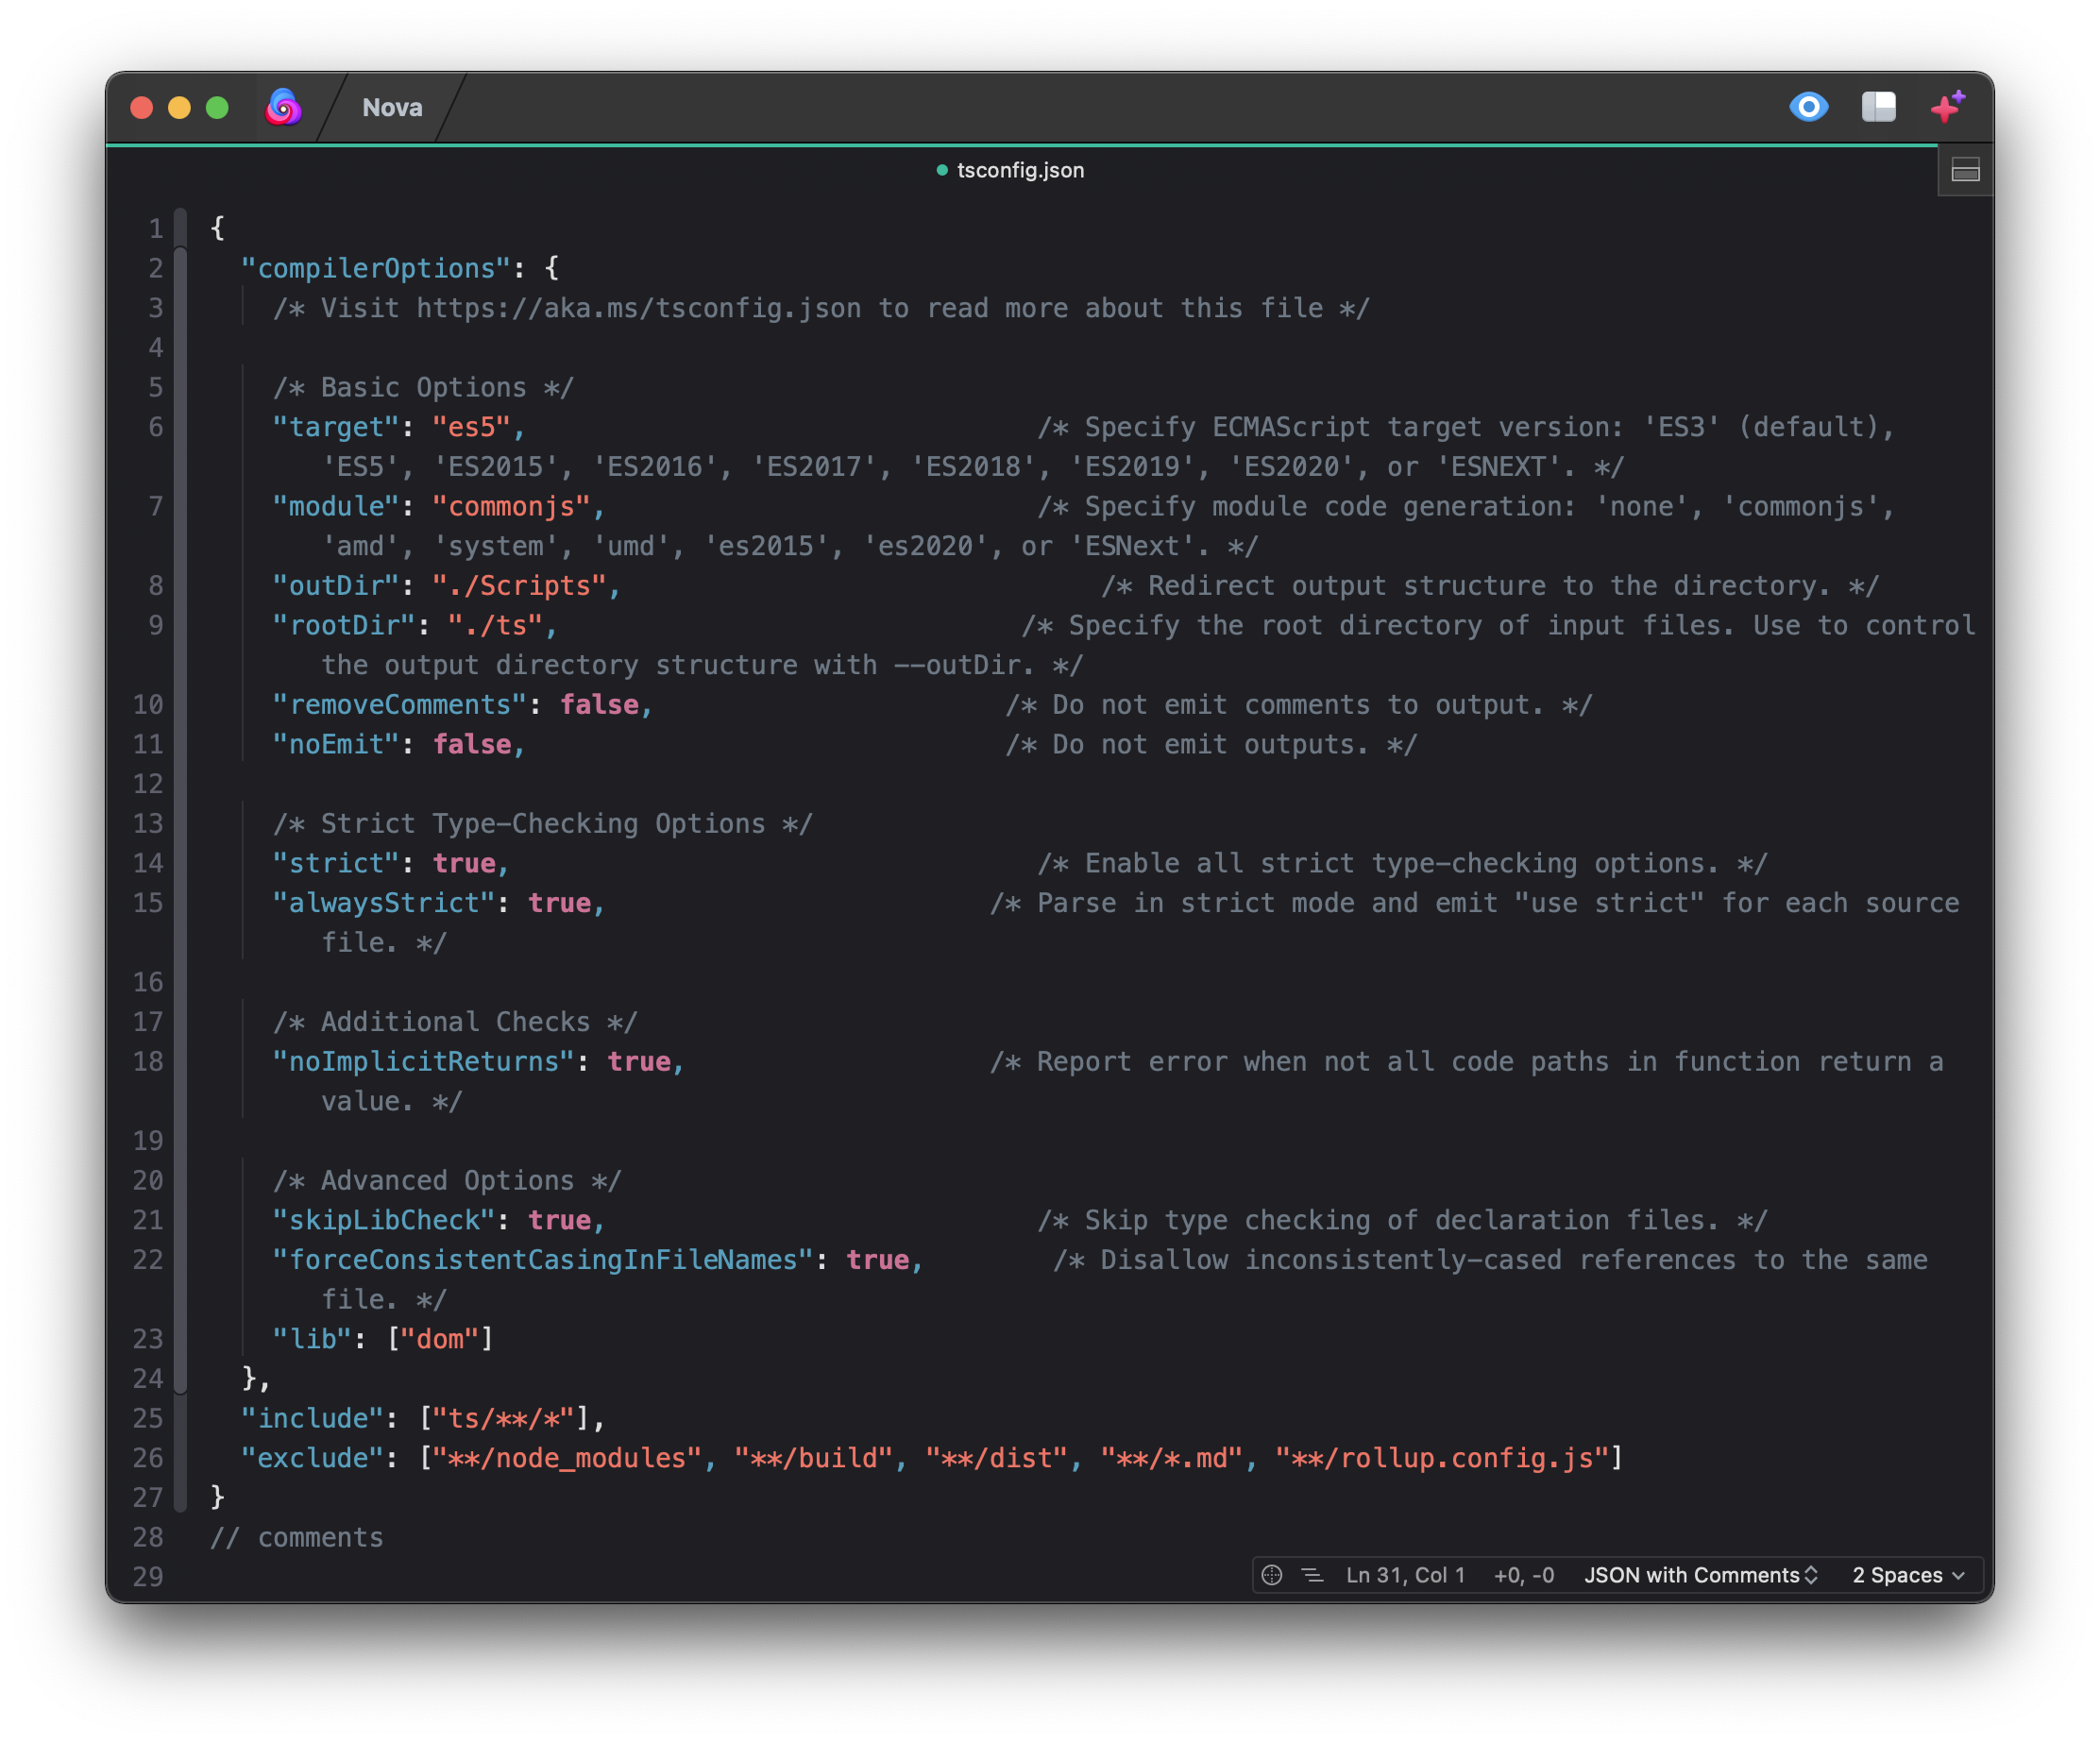 Nova
tsconfig.json
1 {
2   "compilerOptions": {
3     /* Visit https://aka.ms/tsconfig.json to read more about this file */
4
5     /* Basic Options */
6     "target": "es5",                                /* Specify ECMAScript target version: 'ES3' (default),
'ES5', 'ES2015', 'ES2016', 'ES2017', 'ES2018', 'ES2019', 'ES2020', or 'ESNEXT'. */
7     "module": "commonjs",                           /* Specify module code generation: 'none', 'commonjs',
'amd', 'system', 'umd', 'es2015', 'es2020', or 'ESNext'. */
8     "outDir": "./Scripts",                              /* Redirect output structure to the directory. */
9     "rootDir": "./ts",                             /* Specify the root directory of input files. Use to control
the output directory structure with --outDir. */
10     "removeComments": false,                      /* Do not emit comments to output. */
11     "noEmit": false,                              /* Do not emit outputs. */
12
13     /* Strict Type-Checking Options */
14     "strict": true,                                 /* Enable all strict type-checking options. */
15     "alwaysStrict": true,                        /* Parse in strict mode and emit "use strict" for each source
file. */
16
17     /* Additional Checks */
18     "noImplicitReturns": true,                   /* Report error when not all code paths in function return a
value. */
19
20     /* Advanced Options */
21     "skipLibCheck": true,                           /* Skip type checking of declaration files. */
22     "forceConsistentCasingInFileNames": true,        /* Disallow inconsistently-cased references to the same
file. */
23     "lib": ["dom"]
24   },
25   "include": ["ts/**/*"],
26   "exclude": ["**/node_modules", "**/build", "**/dist", "**/*.md", "**/rollup.config.js"]
27 }
28 // comments
29
Ln 31, Col 1 +0, -0 JSON with Comments 2 Spaces